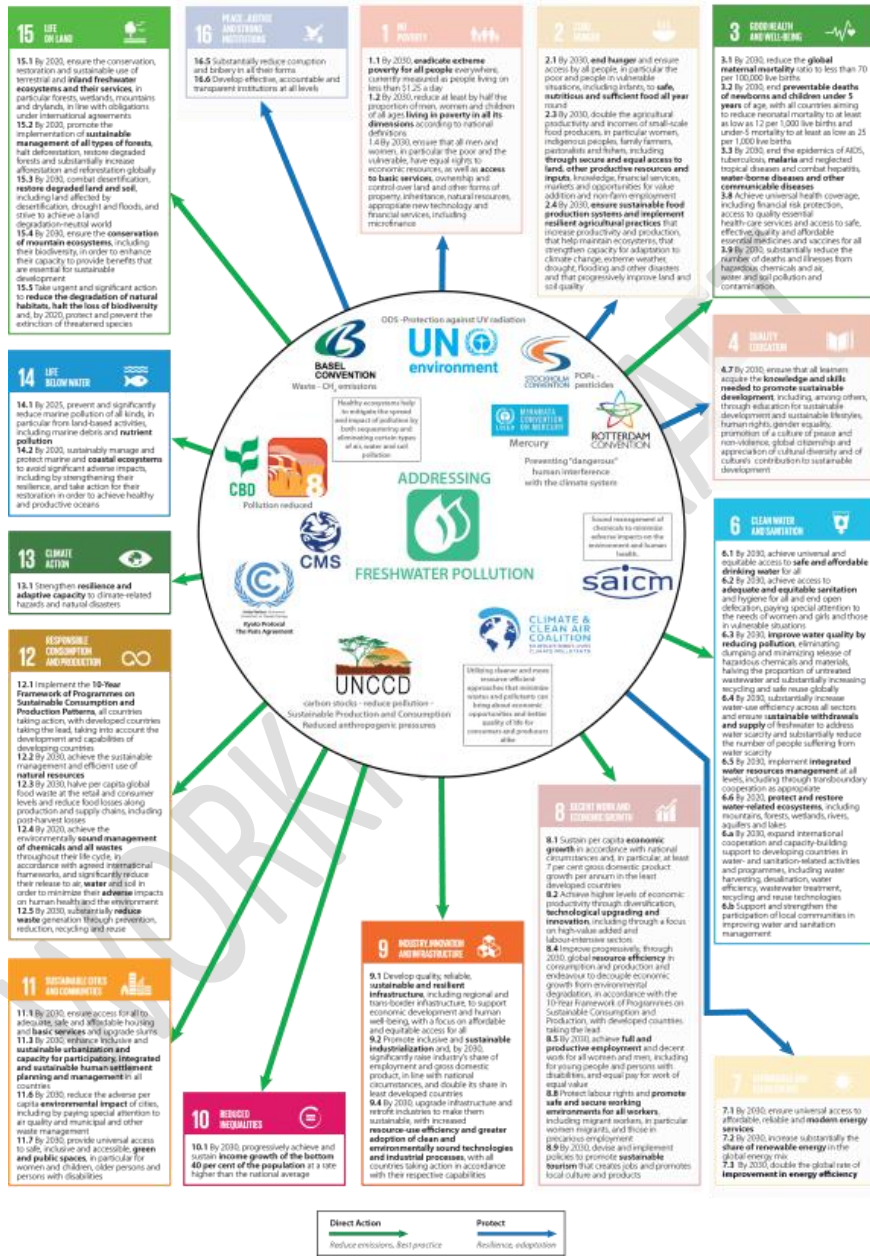 15 LIFE ON LAND
15.1 By 2020, ensure the conservation,
restoration and sustainable use of
terrestrial and inland freshwater
ecosystems and their services, in
particular forests, wetlands, mountains
and drylands, in line with obligations
under international agreements
15.2 By 2020, promote the
implementation of sustainable
management of all types of forests,
halt deforestation, restore degraded
forests and substantially increase
afforestation and reforestation globally
15.3 By 2030, combat desertification,
restore degraded land and soil,
including land affected by
desertification, drought and floods, and
strive to achieve a land
degradation-neutral world
15.4 By 2030, ensure the conservation
of mountain ecosystems, including
their biodiversity, in order to enhance
their capacity to provide benefits that
are essential for sustainable
development
15.5 Take urgent and significant action
to reduce the degradation of natural
habitats, halt the loss of biodiversity
and, by 2020, protect and prevent the
extinction of threatened species
16 PEACE, JUSTICE
AND STRONG
INSTITUTIONS
16.5 Substantially reduce corruption
and bribery in all their forms
16.6 Develop effective, accountable and
transparent institutions at all levels
1 NO
POVERTY
1.1 By 2030, eradicate extreme
poverty for all people everywhere,
currently measured as people living on
less than $1.25 a day
1.2 By 2030, reduce at least by half the
proportion of men, women and children
of all ages living in poverty in all its
dimensions according to national
definitions
1.4 By 2030, ensure that all men and
women, in particular the poor and the
vulnerable, have equal rights to
economic resources, as well as access
to basic services, ownership and
control over land and other forms of
property, inheritance, natural resources,
appropriate new technology and
financial services, including
microfinance
2 ZERO
HUNGER
2.1 By 2030, end hunger and ensure
access by all people, in particular the
poor and people in vulnerable
situations, including infants, to safe,
nutritious and sufficient food all year
round
2.3 By 2030, double the agricultural
productivity and incomes of small-scale
food producers, in particular women,
indigenous peoples, family farmers,
pastoralists and fishers, including
through secure and equal access to
land, other productive resources and
inputs, knowledge, financial services,
markets and opportunities for value
addition and non-farm employment
2.4 By 2030, ensure sustainable food
production systems and implement
resilient agricultural practices that
increase productivity and production,
that help maintain ecosystems, that
strengthen capacity for adaptation to
climate change, extreme weather,
drought, flooding and other disasters
and that progressively improve land and
soil quality
3 GOOD HEALTH
AND WELL-BEING
3.1 By 2030, reduce the global
maternal mortality ratio to less than 70
per 100,000 live births
3.2 By 2030, end preventable deaths
of newborns and children under 5
years of age, with all countries aiming
to reduce neonatal mortality to at least
as low as 12 per 1,000 live births and
under-5 mortality to at least as low as 25
per 1,000 live births
3.3 By 2030, end the epidemics of AIDS,
tuberculosis, malaria and neglected
tropical diseases and combat hepatitis,
water-borne diseases and other
communicable diseases
3.8 Achieve universal health coverage,
including financial risk protection,
access to quality essential
health-care services and access to safe,
effective, quality and affordable
essential medicines and vaccines for all
3.9 By 2030, substantially reduce the
number of deaths and illnesses from
hazardous chemicals and air,
water and soil pollution and
contamination
4 QUALITY
EDUCATION
4.7 By 2030, ensure that all learners
acquire the knowledge and skills
needed to promote sustainable
development, including, among others,
through education for sustainable
development and sustainable lifestyles,
human rights, gender equality,
promotion of a culture of peace and
non-violence, global citizenship and
appreciation of cultural diversity and of
culture's contribution to sustainable
development
14 LIFE
BELOW WATER
14.1 By 2025, prevent and significantly
reduce marine pollution of all kinds, in
particular from land-based activities,
including marine debris and nutrient
pollution
14.2 By 2020, sustainably manage and
protect marine and coastal ecosystems
to avoid significant adverse impacts,
including by strengthening their
resilience, and take action for their
restoration in order to achieve healthy
and productive oceans
13 CLIMATE
ACTION
13.1 Strengthen resilience and
adaptive capacity to climate-related
hazards and natural disasters
ODS -Protection against UV radiation
BASEL
CONVENTION
Waste - CH4 emissions
UN
environment
STOCKHOLM
CONVENTION
POPs -
pesticides
Healthy ecosystems help
to mitigate the spread
and impact of pollution by
both sequestering and
eliminating certain types
of air, water and soil
pollution
UNEP
MINAMATA
CONVENTION
ON MERCURY
Mercury
ROTTERDAM
CONVENTION
Preventing "dangerous"
human interference
with the climate system
CBD
8
Pollution reduced
CMS
ADDRESSING
FRESHWATER POLLUTION
Sound management of
chemicals to minimize
adverse impacts on the
environment and human
health.
saicm
Kyoto Protocol
The Paris Agreement
CLIMATE &
CLEAN AIR
COALITION
UNCCD
carbon stocks - reduce pollution -
Sustainable Production and Consumption
Reduced anthropogenic pressures
Utilizing cleaner and more
resource efficient
approaches that minimize
wastes and pollutants can
bring about economic
opportunities and better
quality of life for
consumers and producers
alike
6 CLEAN WATER
AND SANITATION
6.1 By 2030, achieve universal and
equitable access to safe and affordable
drinking water for all
6.2 By 2030, achieve access to
adequate and equitable sanitation
and hygiene for all and end open
defecation, paying special attention to
the needs of women and girls and those
in vulnerable situations
6.3 By 2030, improve water quality by
reducing pollution, eliminating
dumping and minimizing release of
hazardous chemicals and materials,
halving the proportion of untreated
wastewater and substantially increasing
recycling and safe reuse globally
6.4 By 2030, substantially increase
water-use efficiency across all sectors
and ensure sustainable withdrawals
and supply of freshwater to address
water scarcity and substantially reduce
the number of people suffering from
water scarcity
6.5 By 2030, implement integrated
water resources management at all
levels, including through transboundary
cooperation as appropriate
6.6 By 2020, protect and restore
water-related ecosystems, including
mountains, forests, wetlands, rivers,
aquifers and lakes
6.a By 2030, expand international
cooperation and capacity-building
support to developing countries in
water- and sanitation-related activities
and programmes, including water
harvesting, desalination, water
efficiency, wastewater treatment,
recycling and reuse technologies
6.b Support and strengthen the
participation of local communities in
improving water and sanitation
management
12 RESPONSIBLE
CONSUMPTION
AND PRODUCTION
12.1 Implement the 10-Year
Framework of Programmes on
Sustainable Consumption and
Production Patterns, all countries
taking action, with developed countries
taking the lead, taking into account the
development and capabilities of
developing countries
12.2 By 2030, achieve the sustainable
management and efficient use of
natural resources
12.3 By 2030, halve per capita global
food waste at the retail and consumer
levels and reduce food losses along
production and supply chains, including
post-harvest losses
12.4 By 2020, achieve the
environmentally sound management
of chemicals and all wastes
throughout their life cycle, in
accordance with agreed international
frameworks, and significantly reduce
their release to air, water and soil in
order to minimize their adverse impacts
on human health and the environment
12.5 By 2030, substantially reduce
waste generation through prevention,
reduction, recycling and reuse
11 SUSTAINABLE CITIES
AND COMMUNITIES
11.1 By 2030, ensure access for all to
adequate, safe and affordable housing
and basic services and upgrade slums
11.3 By 2030, enhance inclusive and
sustainable urbanization and
capacity for participatory, integrated
and sustainable human settlement
planning and management in all
countries
11.6 By 2030, reduce the adverse per
capita environmental impact of cities,
including by paying special attention to
air quality and municipal and other
waste management
11.7 By 2030, provide universal access
to safe, inclusive and accessible, green
and public spaces, in particular for
women and children, older persons and
persons with disabilities
10 REDUCED
INEQUALITIES
10.1 By 2030, progressively achieve and
sustain income growth of the bottom
40 per cent of the population at a rate
higher than the national average
9 INDUSTRY, INNOVATION
AND INFRASTRUCTURE
9.1 Develop quality, reliable,
sustainable and resilient
infrastructure, including regional and
trans-border infrastructure, to support
economic development and human
well-being, with a focus on affordable
and equitable access for all
9.2 Promote inclusive and sustainable
industrialization and, by 2030,
significantly raise industry's share of
employment and gross domestic
product, in line with national
circumstances, and double its share in
least developed countries
9.4 By 2030, upgrade infrastructure and
retrofit industries to make them
sustainable, with increased
resource-use efficiency and greater
adoption of clean and
environmentally sound technologies
and industrial processes, with all
countries taking action in accordance
with their respective capabilities
8 DECENT WORK AND
ECONOMIC GROWTH
8.1 Sustain per capita economic
growth in accordance with national
circumstances and, in particular, at least
7 per cent gross domestic product
growth per annum in the least
developed countries
8.2 Achieve higher levels of economic
productivity through diversification,
technological upgrading and
innovation, including through a focus
on high-value added and
labour-intensive sectors
8.4 Improve progressively, through
2030, global resource efficiency in
consumption and production and
endeavour to decouple economic
growth from environmental
degradation, in accordance with the
10-Year Framework of Programmes on
Sustainable Consumption and
Production, with developed countries
taking the lead
8.5 By 2030, achieve full and
productive employment and decent
work for all women and men, including
for young people and persons with
disabilities, and equal pay for work of
equal value
8.8 Protect labour rights and promote
safe and secure working
environments for all workers,
including migrant workers, in particular
women migrants, and those in
precarious employment
8.9 By 2030, devise and implement
policies to promote sustainable
tourism that creates jobs and promotes
local culture and products
7
7.1 By 2030, ensure universal access to
affordable, reliable and modern energy
services
7.2 By 2030, increase substantially the
share of renewable energy in the
global energy mix
7.3 By 2030, double the global rate of
improvement in energy efficiency
Direct Action
Reduce emissions, Best practice
Protect
Resilience, adaptation